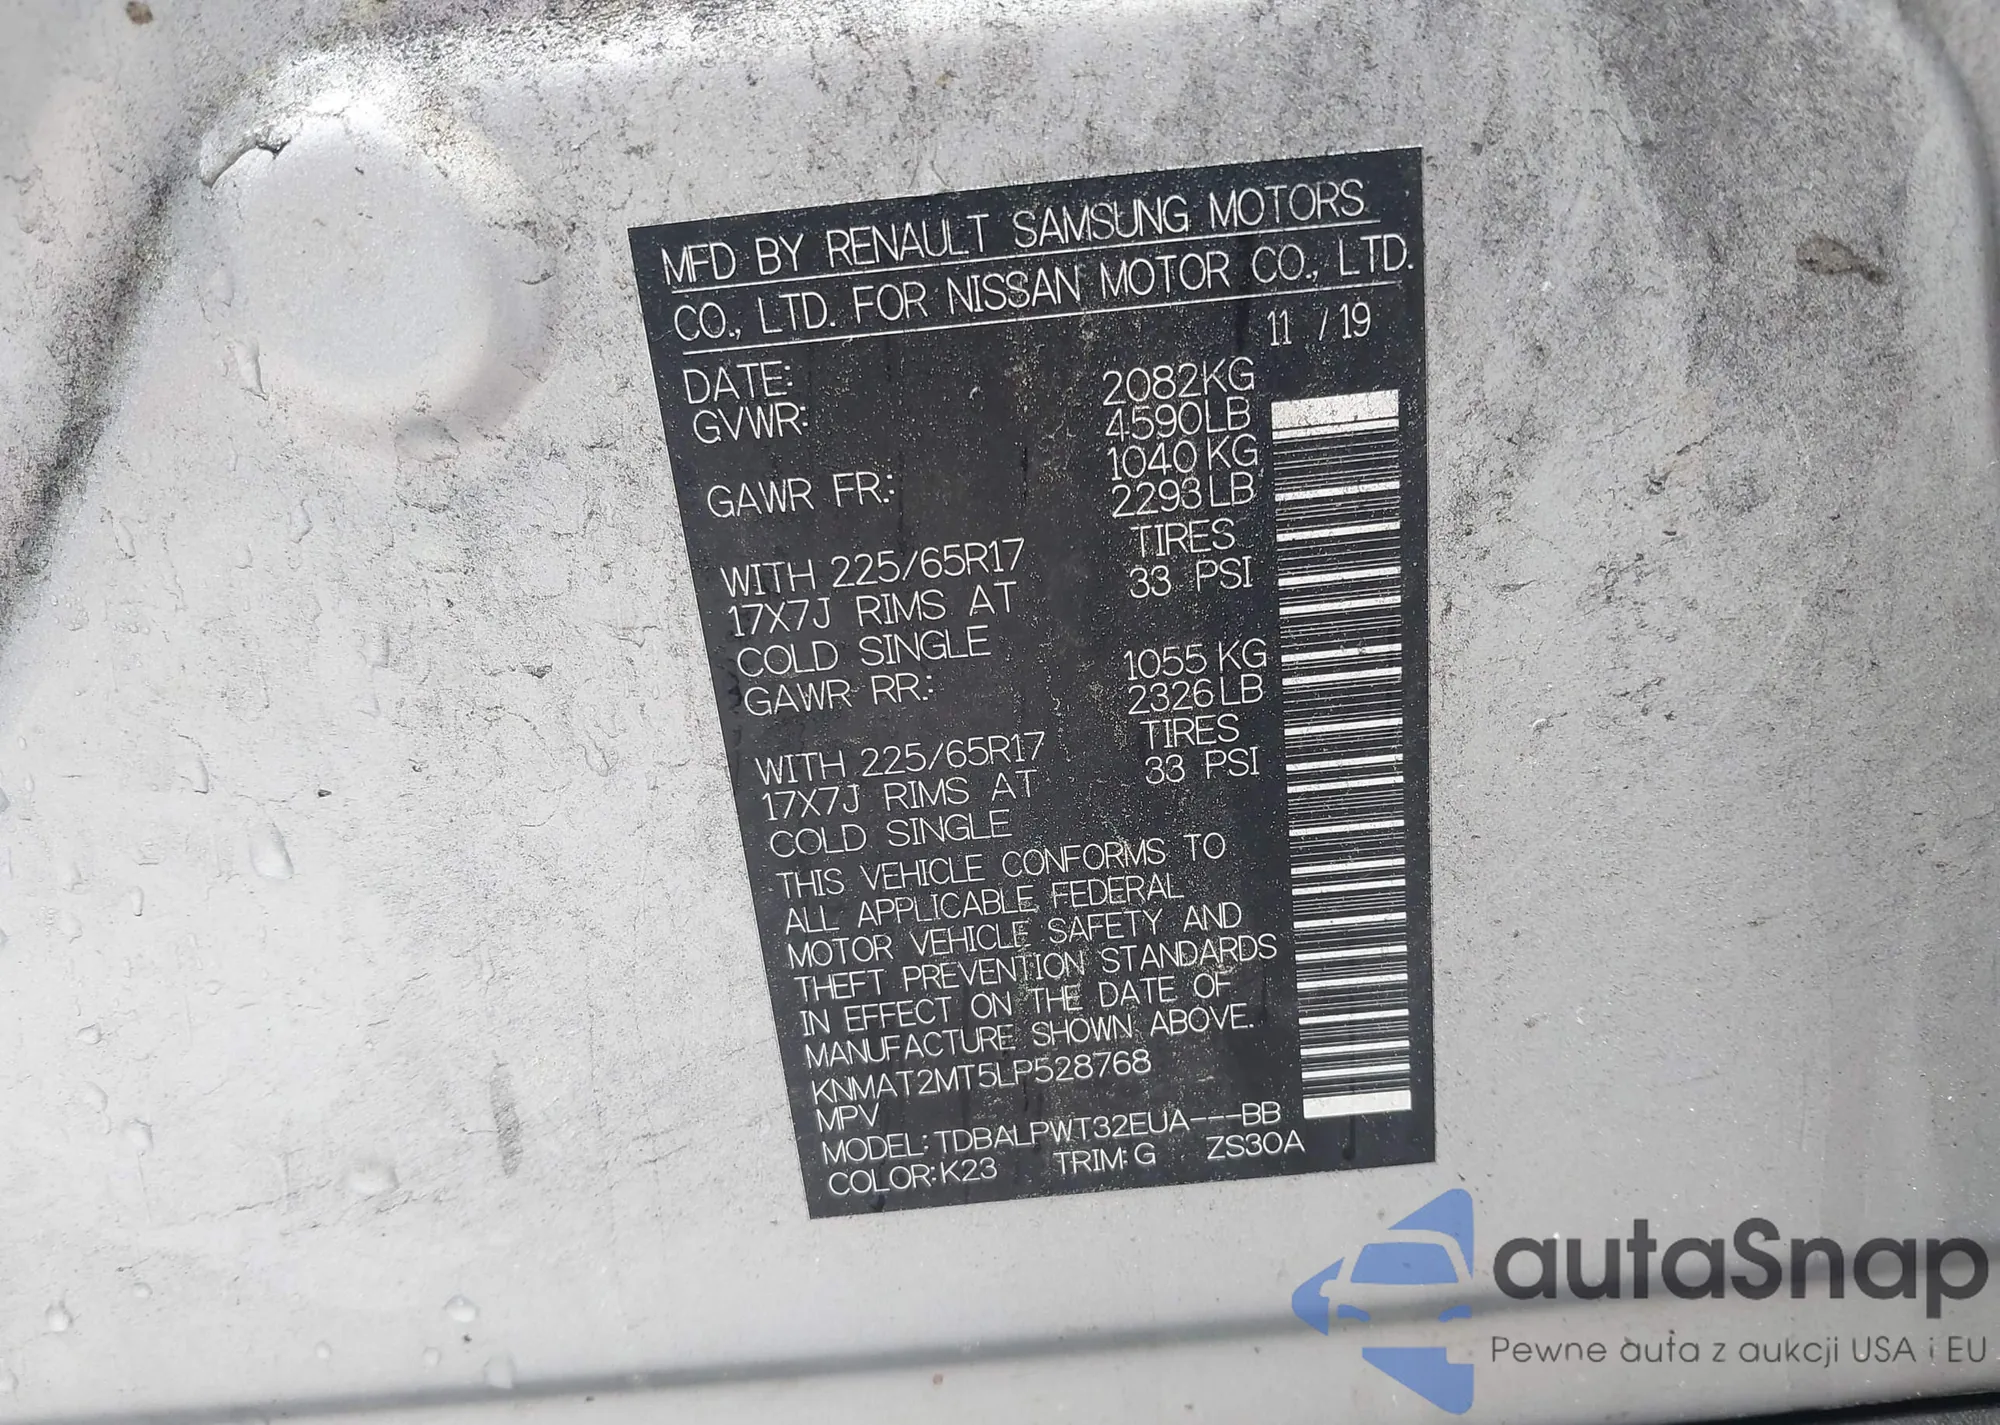 MFD BY RENAULT SAMSUNG MOTORS
CO., LTD. FOR NISSAN MOTOR CO., LTD.
DATE: 11 / 19
GVWR: 2082KG
4590LB
GAWR FR.: 1040 KG
2293LB
WITH 225/65R17 TIRES
17X7J RIMS AT 33 PSI
COLD SINGLE
GAWR RR.: 1055 KG
2326LB
WITH 225/65R17 TIRES
17X7J RIMS AT 33 PSI
COLD SINGLE
THIS VEHICLE CONFORMS TO
ALL APPLICABLE FEDERAL
MOTOR VEHICLE SAFETY AND
THEFT PREVENTION STANDARDS
IN EFFECT ON THE DATE OF
MANUFACTURE SHOWN ABOVE.
KNMAT2MT5LP528768
MPV
MODEL: TDBALPWT32EUA---BB
COLOR: K23 TRIM: G ZS30A
autaSnap
Pewne auta z aukcji USA i EU